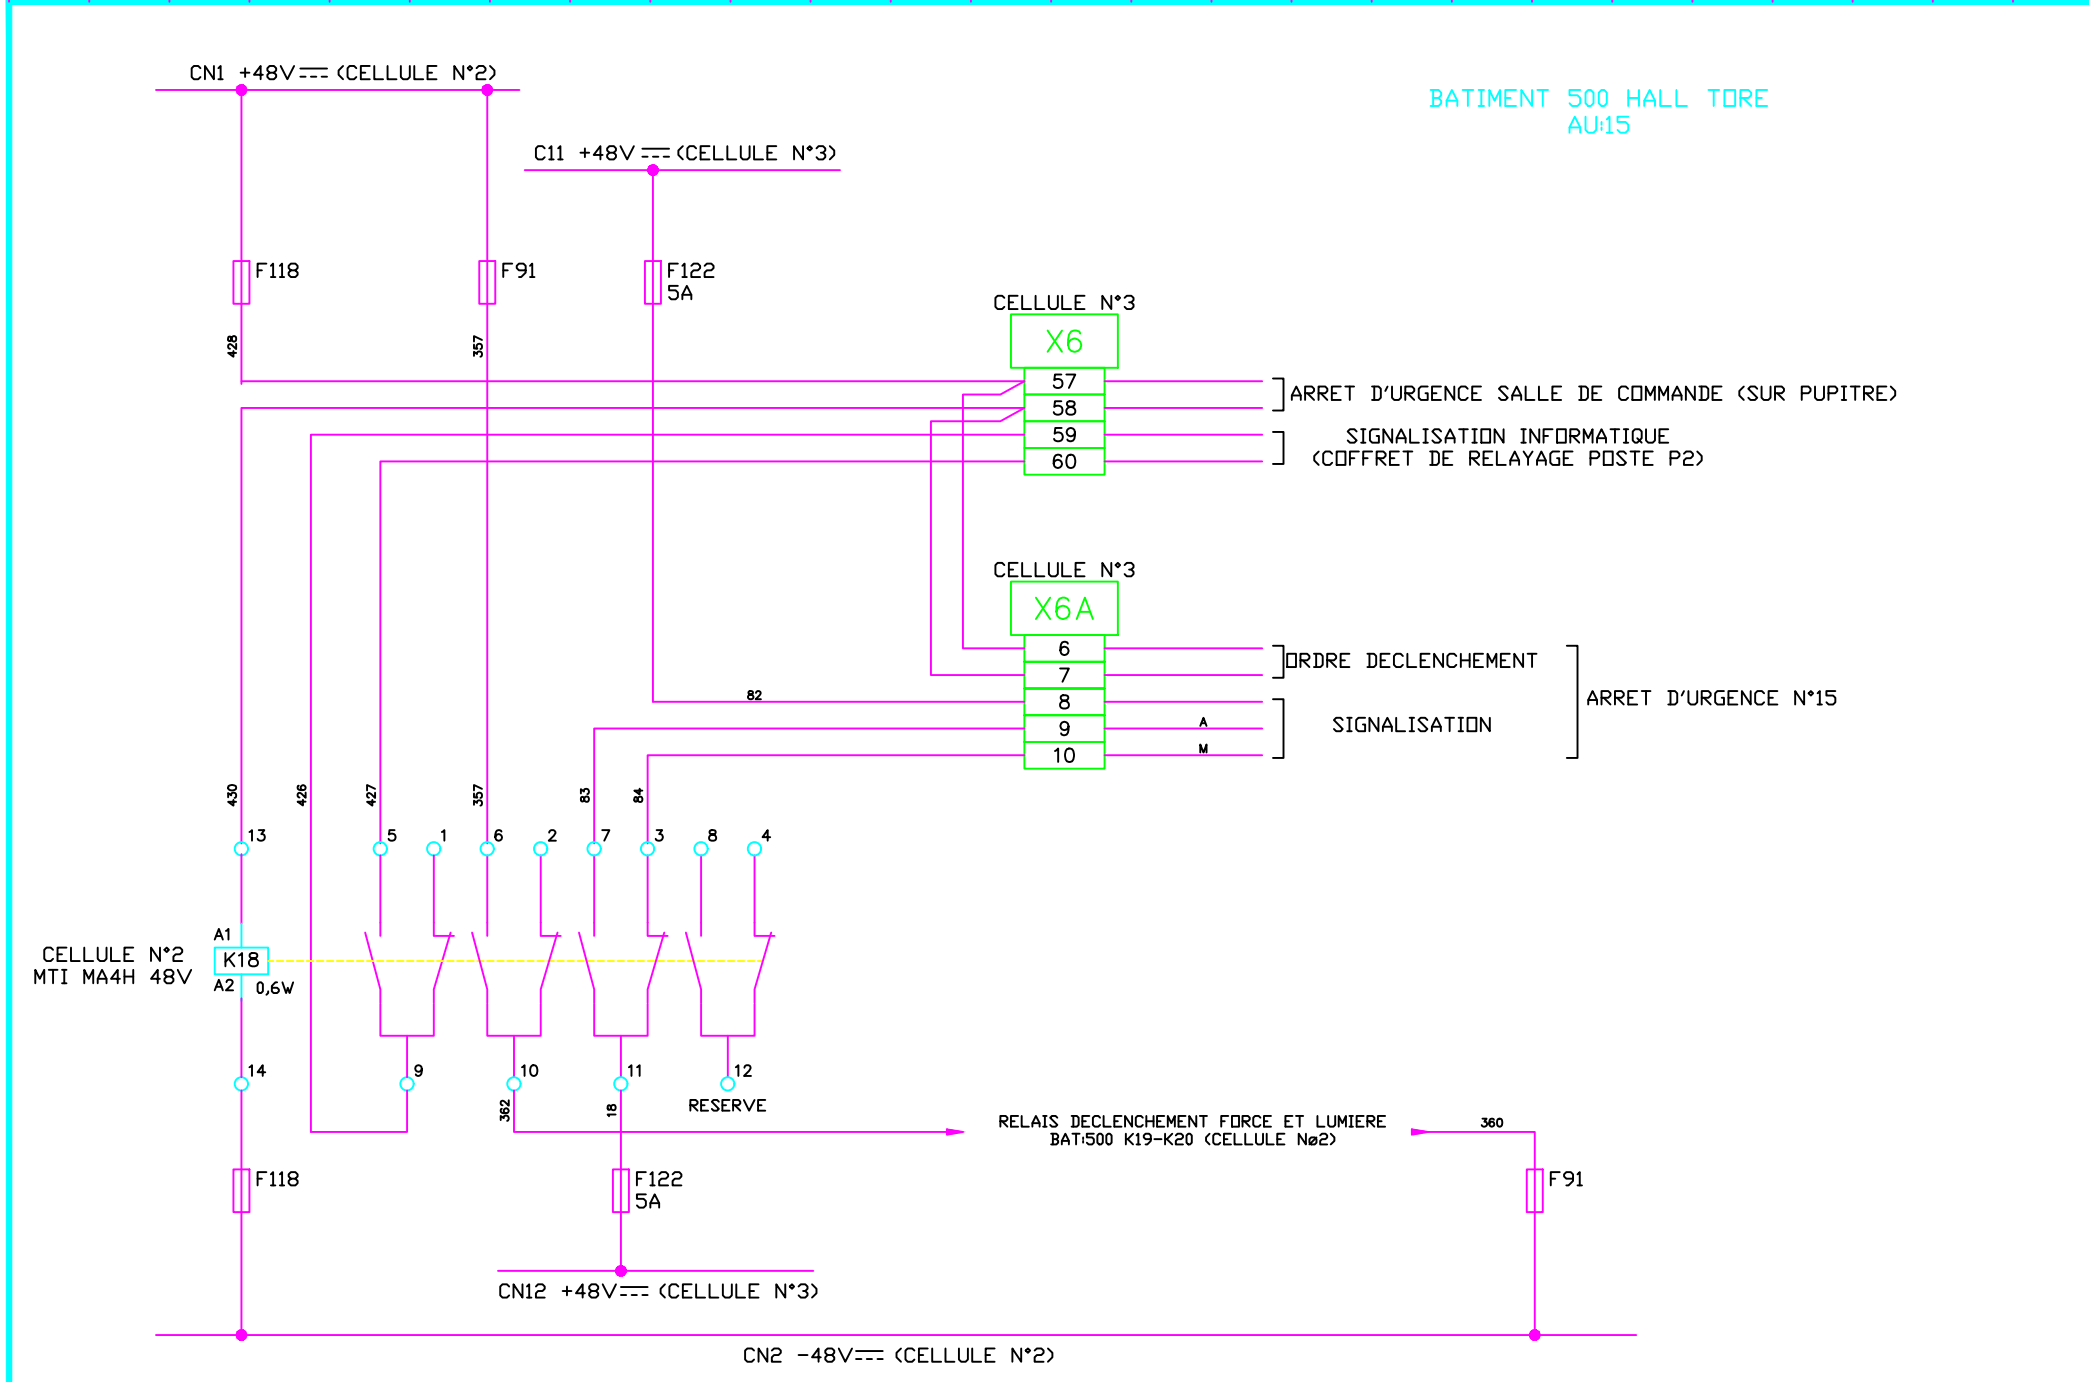 CN1 +48V (CELLULE N°2)
BATIMENT 500 HALL TORE
AU:15
C11 +48V (CELLULE N°3)
F118
F91
F122
5A
CELLULE N°3
X6
428
357
57
58
59
60
ARRET D'URGENCE SALLE DE COMMANDE (SUR PUPITRE)
SIGNALISATION INFORMATIQUE
(COFFRET DE RELAYAGE POSTE P2)
CELLULE N°3
X6A
6
7
8
9
10
82
A
M
ORDRE DECLENCHEMENT
SIGNALISATION
ARRET D'URGENCE N°15
430
426
427
357
83
84
13
5
1
6
2
7
3
8
4
CELLULE N°2
MTI MA4H 48V
A1
K18
A2
0,6W
14
9
10
11
12
RESERVE
362
18
RELAIS DECLENCHEMENT FORCE ET LUMIERE
BAT:500 K19-K20 (CELLULE Nø2)
360
F118
F122
5A
F91
CN12 +48V (CELLULE N°3)
CN2 -48V (CELLULE N°2)